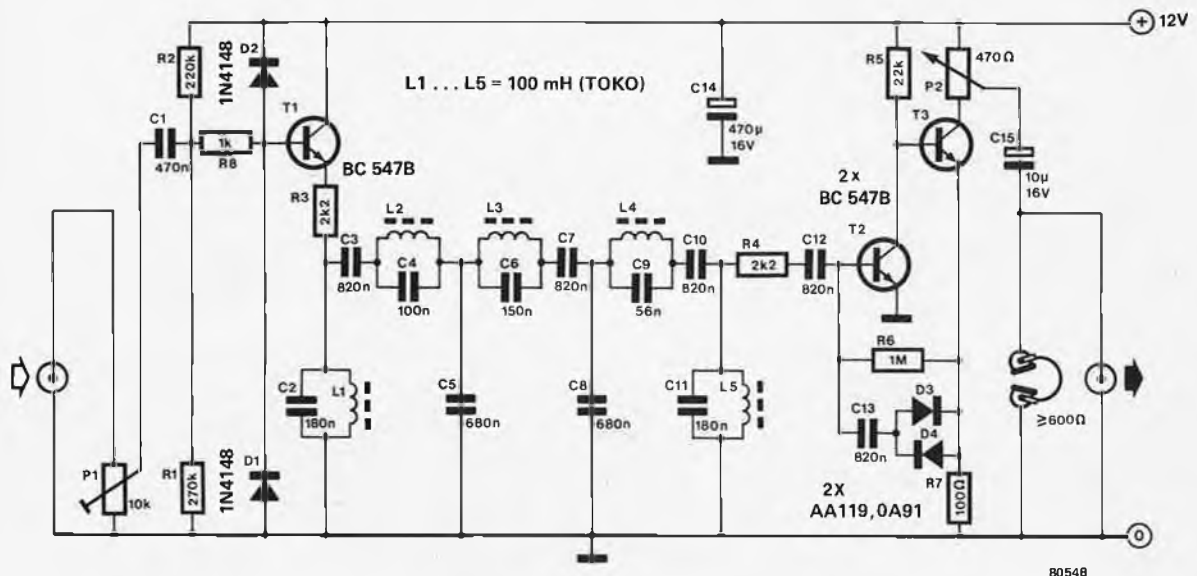 12V
R2
220k
D2
1N4148
L1 ... L5 = 100 mH (TOKO)
C14
470µ
16V
R5
22k
470Ω
P2
T1
C1
470n
1k
R8
BC 547B
T3
C15
10µ
16V
2x
BC 547B
R3
2k2
L2
L3
L4
C3
820n
C4
100n
C6
150n
C7
820n
C9
56n
C10
820n
R4
2k2
C12
820n
T2
R6
1M
C2
180n
L1
C5
680n
C8
680n
C11
180n
L5
C13
820n
D3
D4
≥600Ω
P1
10k
R1
270k
1N4148
D1
R7
100Ω
2X
AA119,0A91
0
80548